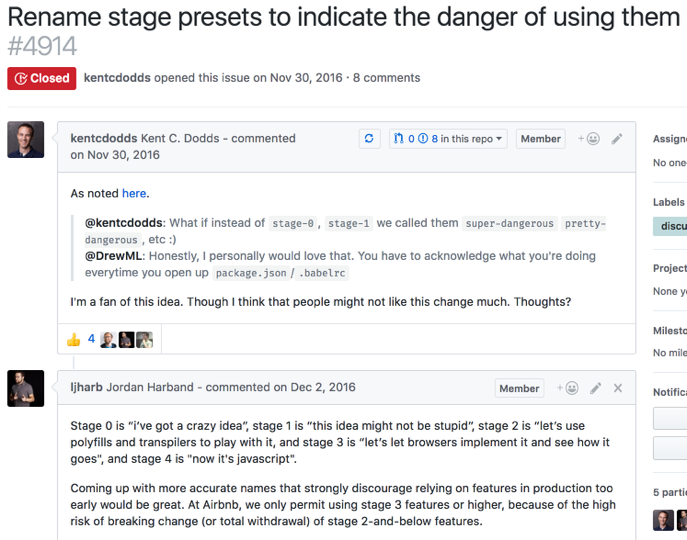 Rename stage presets to indicate the danger of using them
#4914
Closed kentcdodds opened this issue on Nov 30, 2016 · 8 comments
kentcdodds Kent C. Dodds - commented
on Nov 30, 2016
0 8 in this repo Member
As noted here.
@kentcdodds: What if instead of stage-0, stage-1 we called them super-dangerous pretty-
dangerous, etc :)
@DrewML: Honestly, I personally would love that. You have to acknowledge what you're doing
everytime you open up package.json / .babelrc
I'm a fan of this idea. Though I think that people might not like this change much. Thoughts?
4
ljharb Jordan Harband - commented on Dec 2, 2016
Member
Stage 0 is “i’ve got a crazy idea”, stage 1 is “this idea might not be stupid”, stage 2 is “let’s use
polyfills and transpilers to play with it, and stage 3 is “let’s let browsers implement it and see how it
goes", and stage 4 is "now it's javascript".
Coming up with more accurate names that strongly discourage relying on features in production too
early would be great. At Airbnb, we only permit using stage 3 features or higher, because of the high
risk of breaking change (or total withdrawal) of stage 2-and-below features.
Assign
No one
Labels
discu
Project
None y
Milesto
No mile
Notifica
5 parti